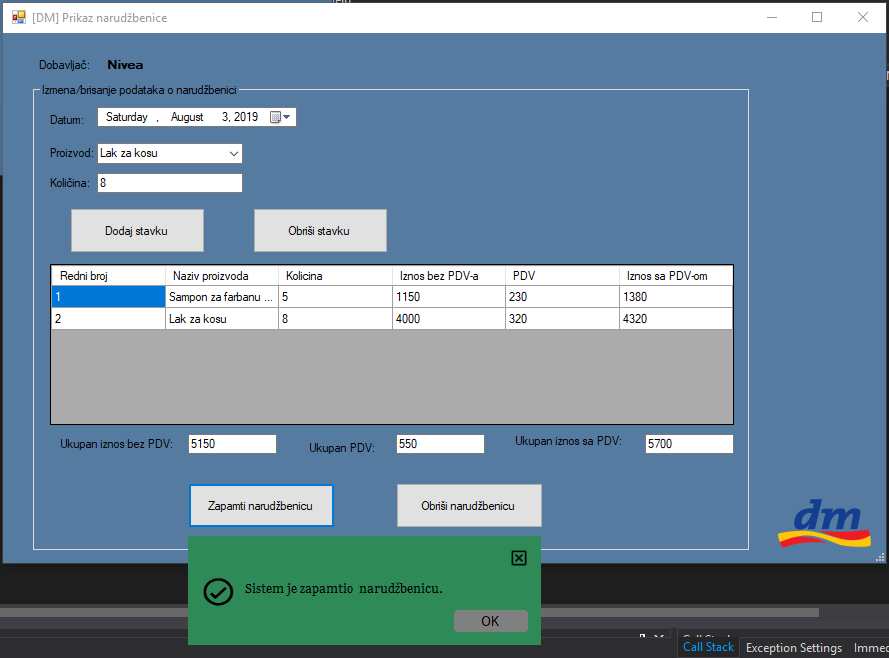 [DM] Prikaz narudžbenice
Dobavljač: Nivea
Izmena/brisanje podataka o narudžbenici
Datum: Saturday , August 3, 2019
Proizvod: Lak za kosu
Količina: 8
Dodaj stavku Obriši stavku
Redni broj Naziv proizvoda Kolicina Iznos bez PDV-a PDV Iznos sa PDV-om
1 Sampon za farbanu ... 5 1150 230 1380
2 Lak za kosu 8 4000 320 4320
Ukupan iznos bez PDV: 5150 Ukupan PDV: 550 Ukupan iznos sa PDV: 5700
Zapamti narudžbenicu Obriši narudžbenicu
dm
Sistem je zapamtio narudžbenicu.
OK
Call Stack Exception Settings Immed